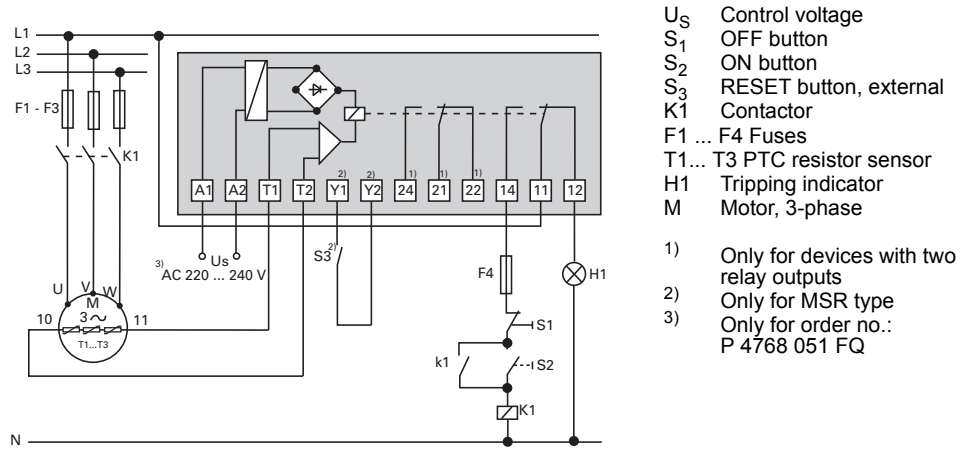 L1
L2
L3
F1 - F3
K1
A1 A2 T1 T2 Y1 Y2 24 21 22 14 11 12
2) 2) 1) 1) 1)
Us
3) AC 220 ... 240 V
S3 2)
F4
H1
U V W
M
3 ~
10 11
T1...T3
S1
k1
S2
K1
N
US Control voltage
S1 OFF button
S2 ON button
S3 RESET button, external
K1 Contactor
F1 ... F4 Fuses
T1... T3 PTC resistor sensor
H1 Tripping indicator
M Motor, 3-phase
1) Only for devices with two
relay outputs
2) Only for MSR type
3) Only for order no.:
P 4768 051 FQ